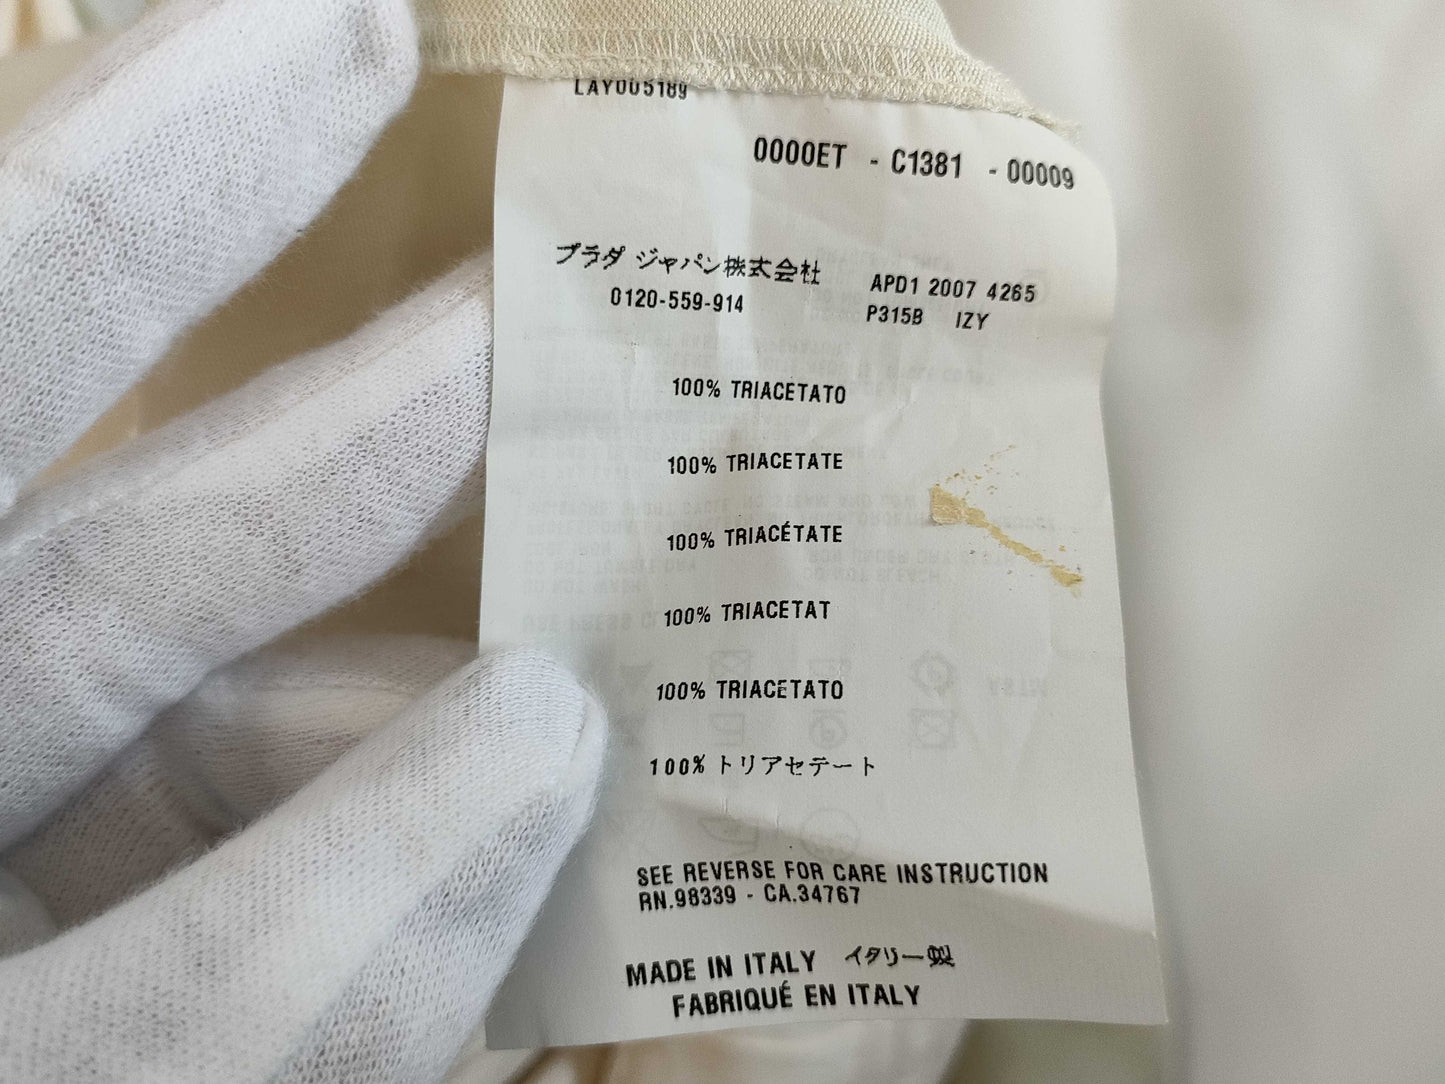 LAY005189
0000ET - C1381 - 00009
プラダ ジャパン株式会社 APD1 2007 4265
0120-559-914 P315B IZY
100% TRIACETATO
100% TRIACETATE
100% TRIACÉTATE
100% TRIACETAT
100% TRIACETATO
100% トリアセテート
SEE REVERSE FOR CARE INSTRUCTION
RN.98339 - CA.34767
MADE IN ITALY イタリー製
FABRIQUÉ EN ITALY